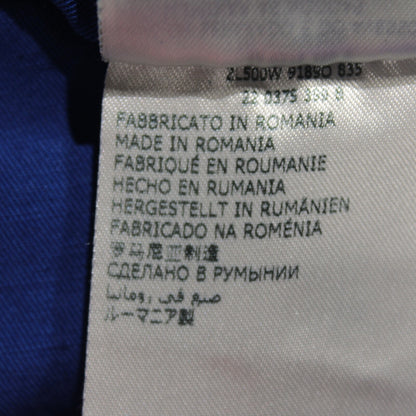 2L500W 9189O 835
22 0375 399 8
FABBRICATO IN ROMANIA
MADE IN ROMANIA
FABRIQUÉ EN ROUMANIE
HECHO EN RUMANIA
HERGESTELLT IN RUMÄNIEN
FABRICADO NA ROMÉNIA
罗马尼亚制造
СДЕЛАНО В РУМЫНИИ
صنع في رومانيا
ルーマニア製